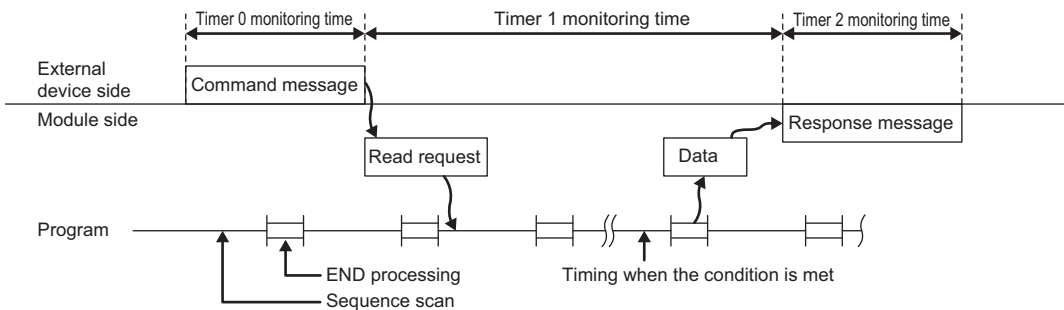 Timer 0 monitoring time
Timer 1 monitoring time
Timer 2 monitoring time
External
device side
Command message
Module side
Response message
Read request
Data
Program
END processing
Timing when the condition is met
Sequence scan